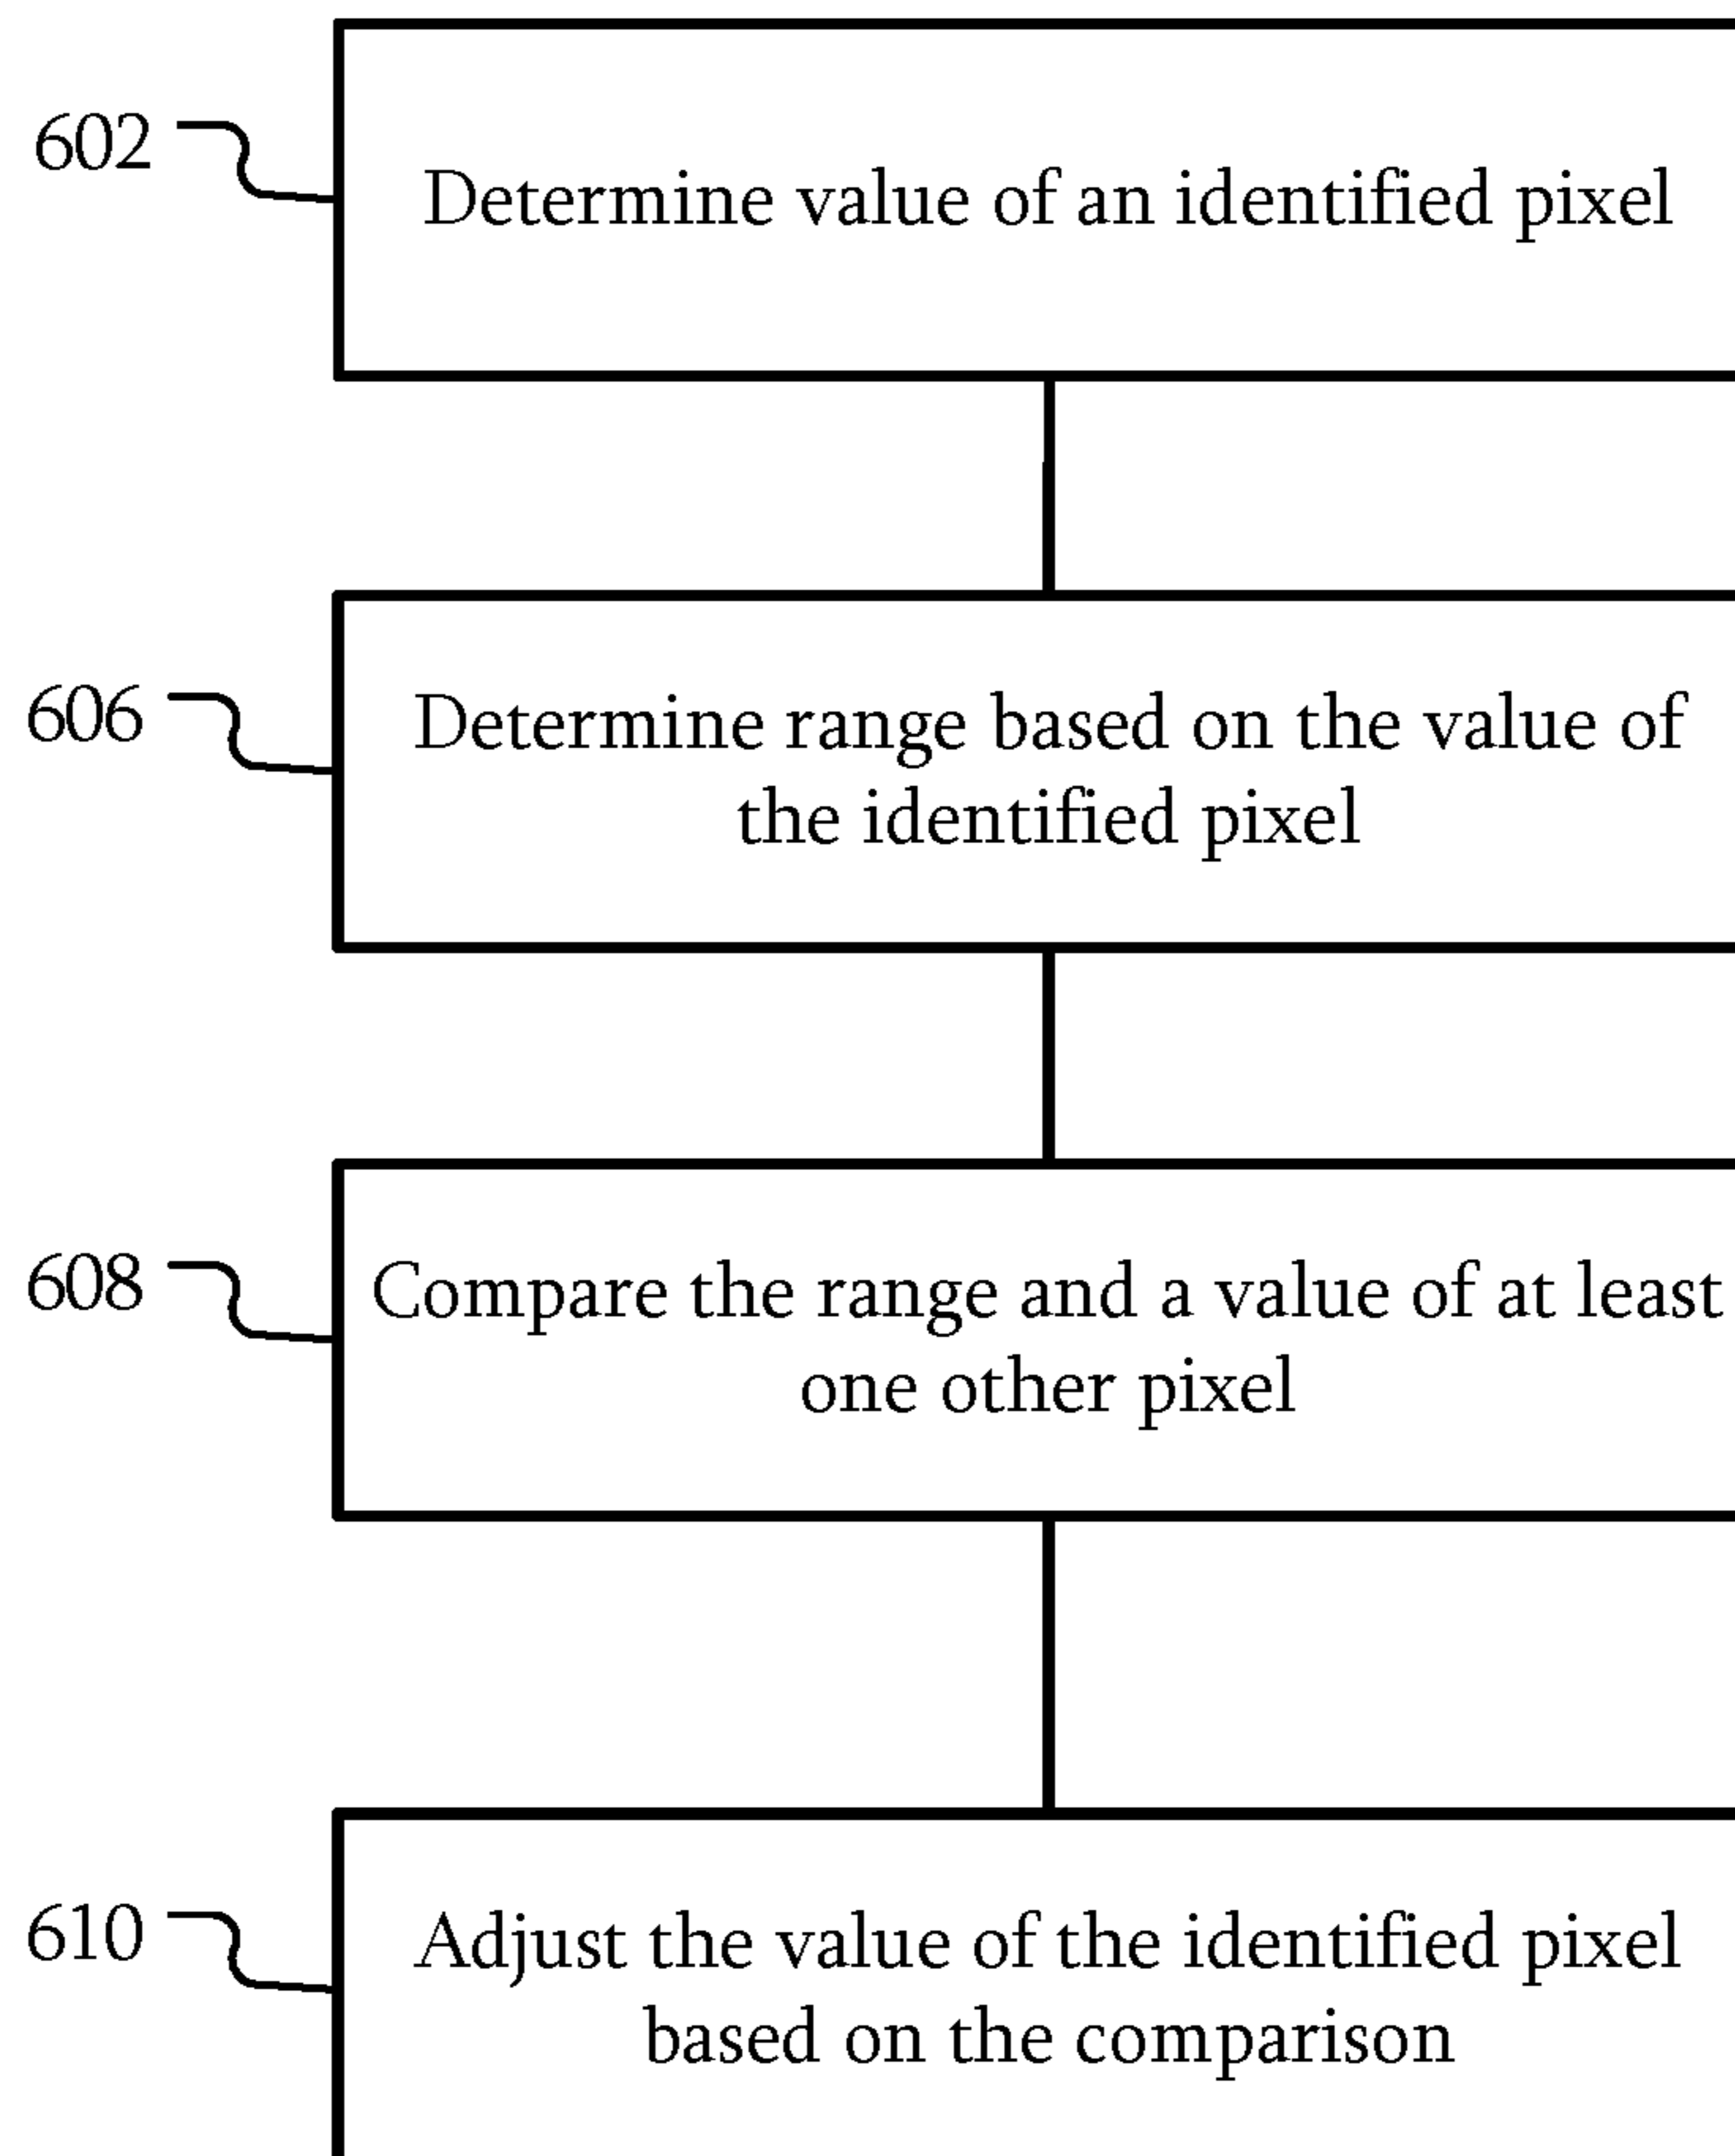 602
Determine value of an identified pixel
606
Determine range based on the value of
the identified pixel
608
Compare the range and a value of at least
one other pixel
610
Adjust the value of the identified pixel
based on the comparison